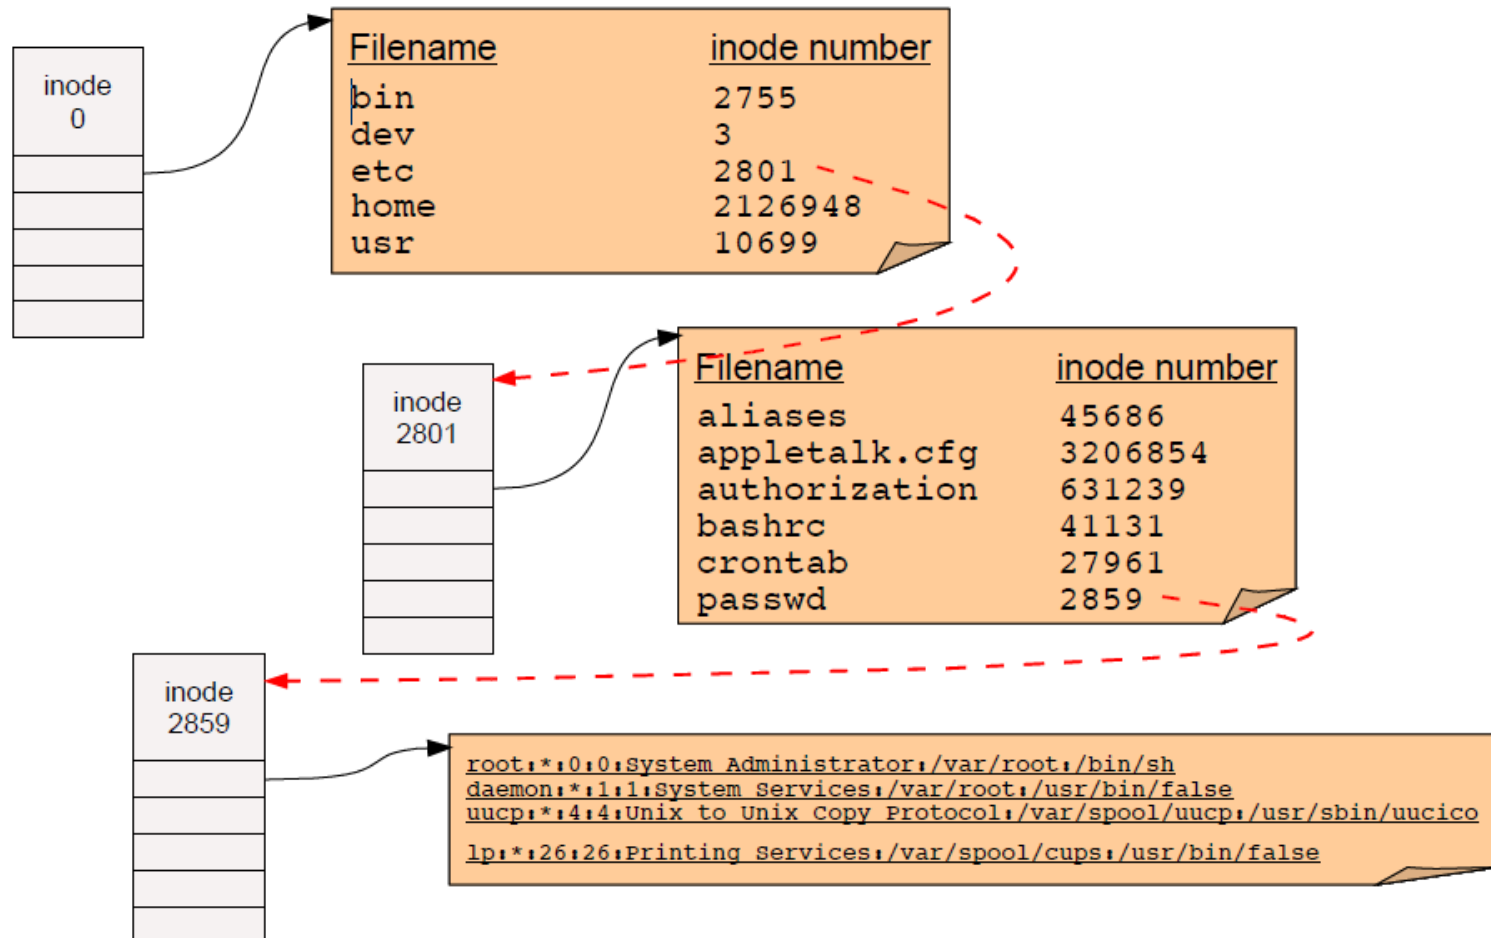 inode
0
Filename inode number
bin 2755
dev 3
etc 2801
home 2126948
usr 10699
inode
2801
Filename inode number
aliases 45686
appletalk.cfg 3206854
authorization 631239
bashrc 41131
crontab 27961
passwd 2859
inode
2859
root:*:0:0:System Administrator:/var/root:/bin/sh
daemon:*:1:1:System Services:/var/root:/usr/bin/false
uucp:*:4:4:Unix to Unix Copy Protocol:/var/spool/uucp:/usr/sbin/uucico
lp:*:26:26:Printing Services:/var/spool/cups:/usr/bin/false